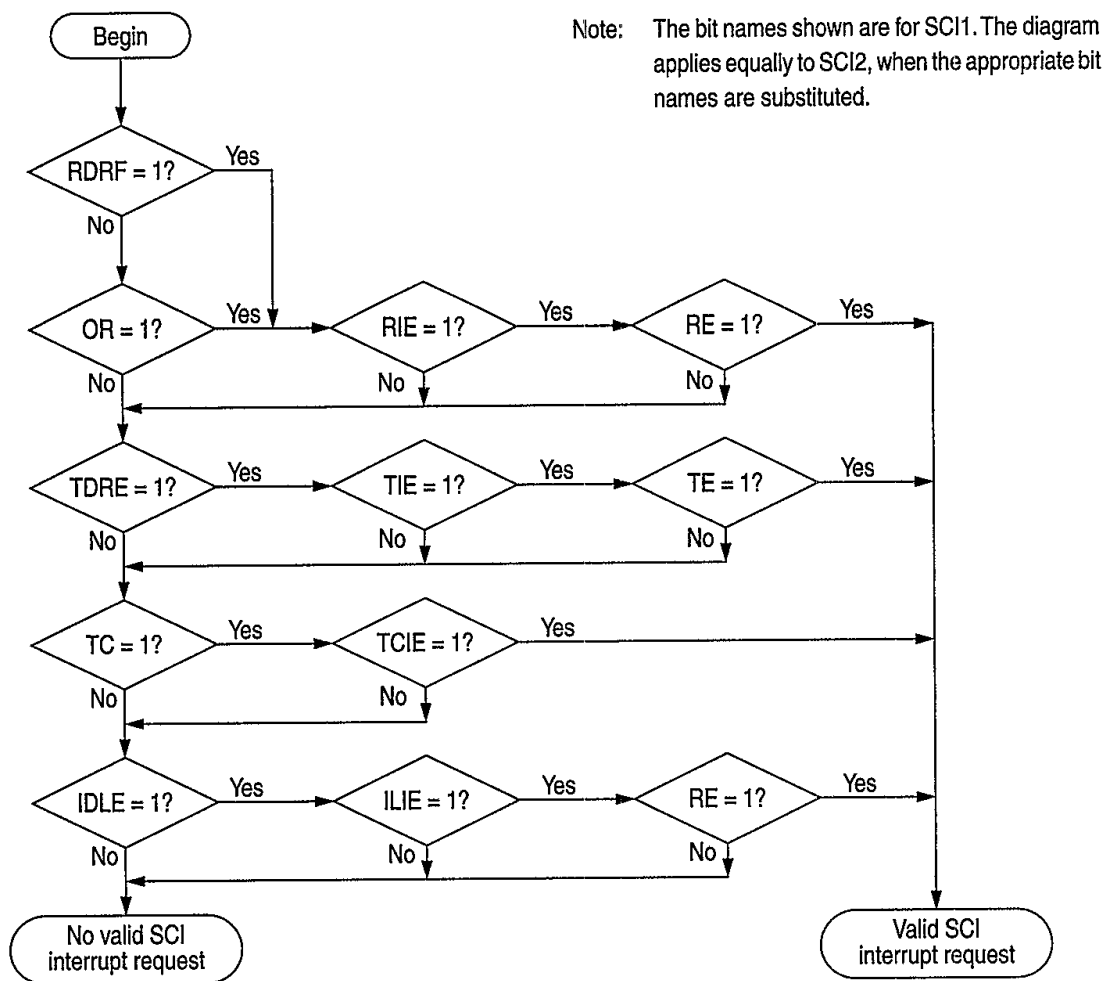 Begin
Note: The bit names shown are for SCI1. The diagram
applies equally to SCI2, when the appropriate bit
names are substituted.
RDRF = 1?
Yes
No
OR = 1?
Yes
RIE = 1?
Yes
RE = 1?
Yes
No
No
No
TDRE = 1?
Yes
TIE = 1?
Yes
TE = 1?
Yes
No
No
No
TC = 1?
Yes
TCIE = 1?
Yes
No
No
IDLE = 1?
Yes
ILIE = 1?
Yes
RE = 1?
Yes
No
No
No
No valid SCI
interrupt request
Valid SCI
interrupt request